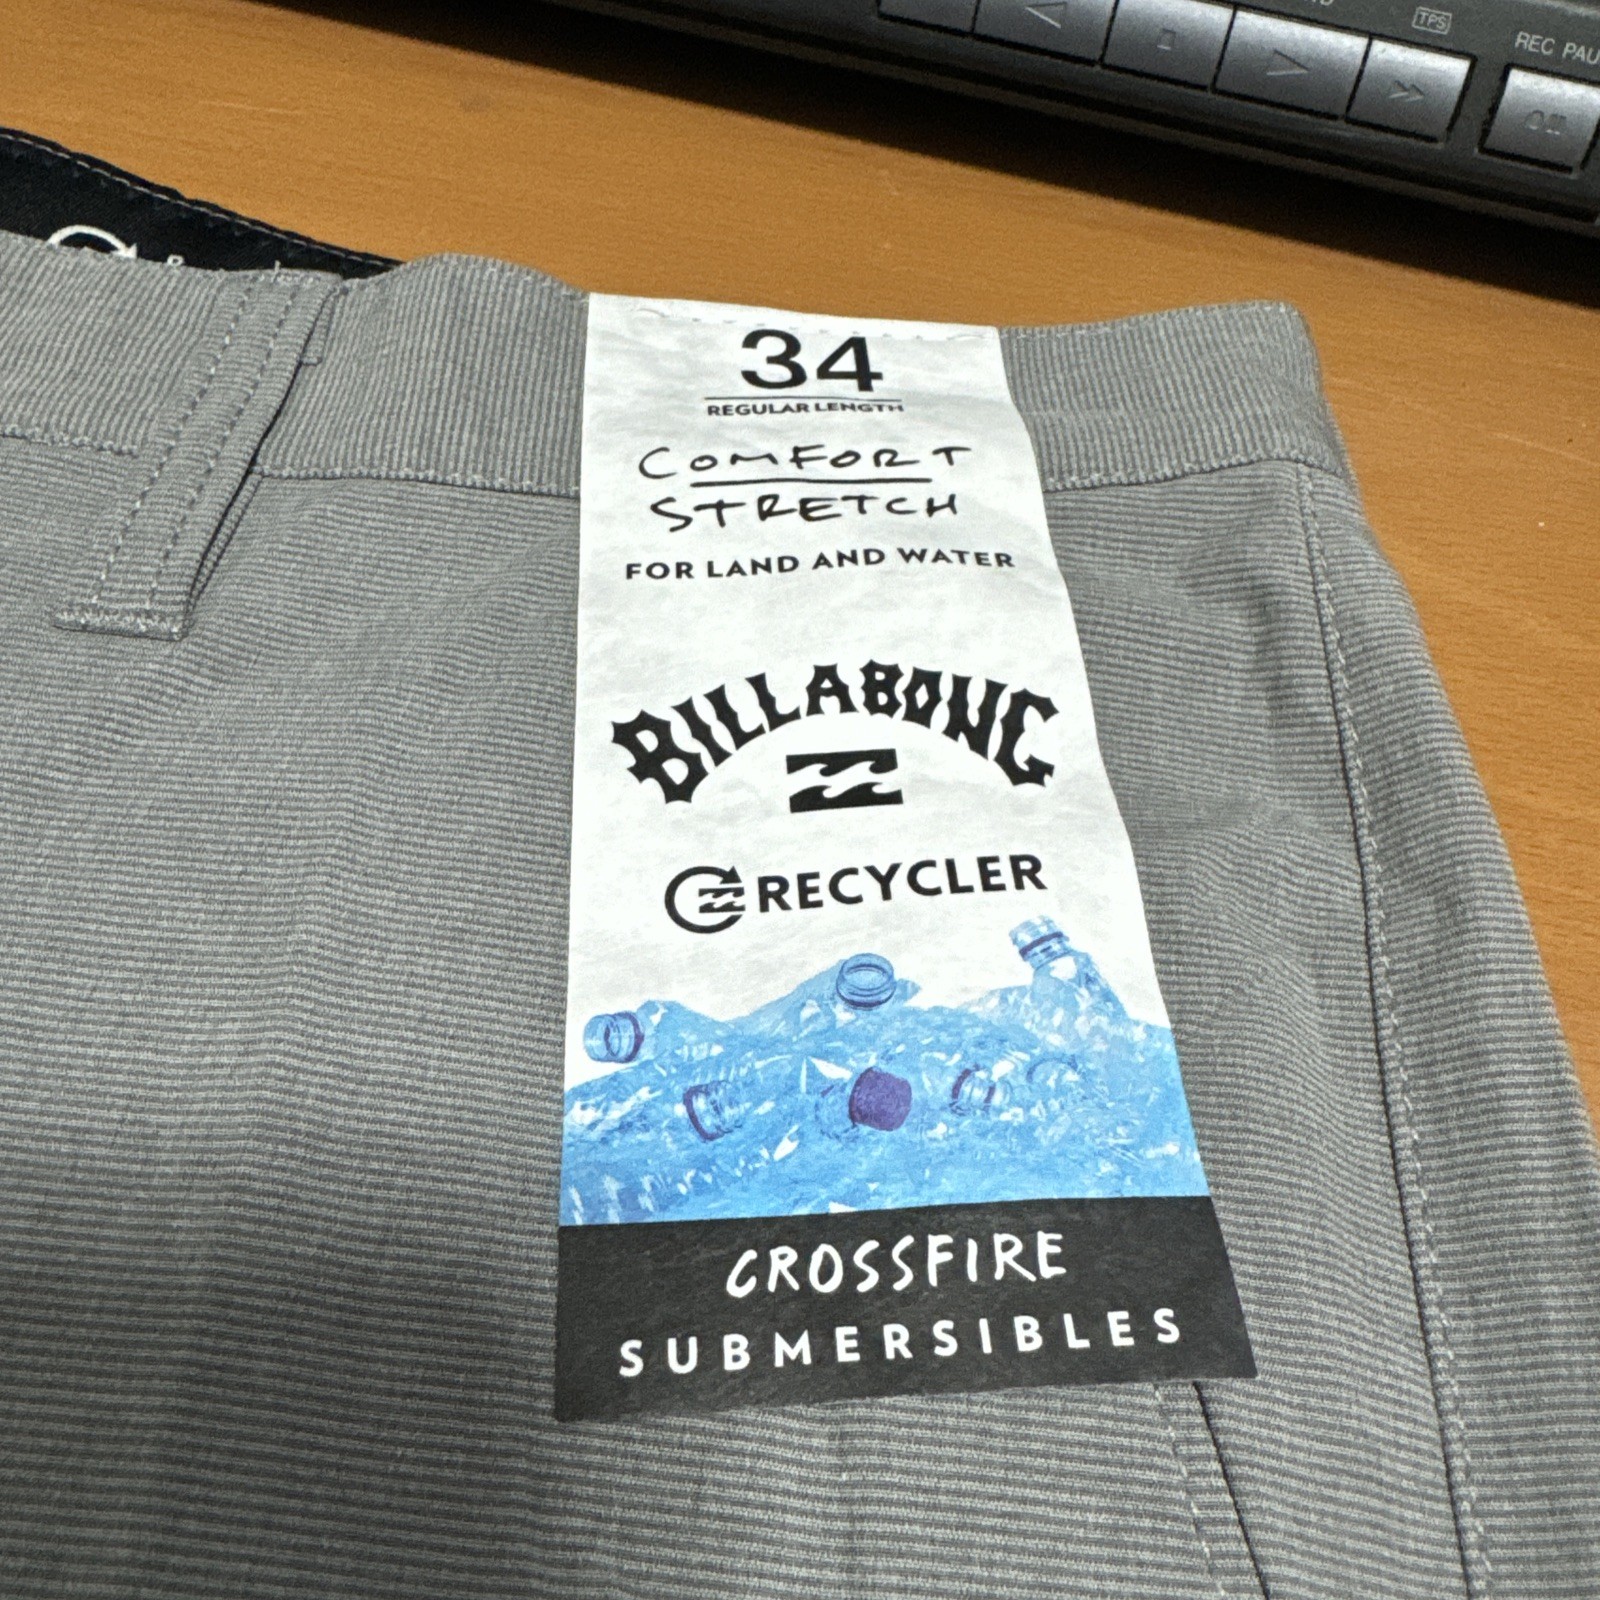 TPS
REC PAU
34
REGULAR LENGTH
COMFORT
STRETCH
FOR LAND AND WATER
BILLABONG
RECYCLER
CROSSFIRE
SUBMERSIBLES